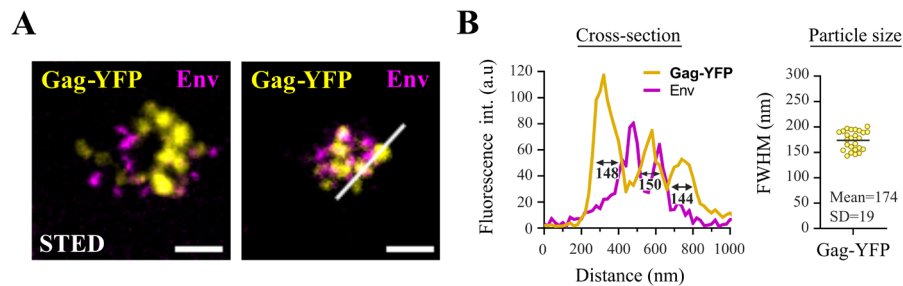 A
Gag-YFP Env
STED
Gag-YFP Env
B
Cross-section
Fluorescence int. (a.u)
120
100
80
60
40
20
0
Gag-YFP
Env
148
150
144
0 200 400 600 800 1000
Distance (nm)
Particle size
FWHM (nm)
300
250
200
150
100
50
0
Mean=174
SD=19
Gag-YFP